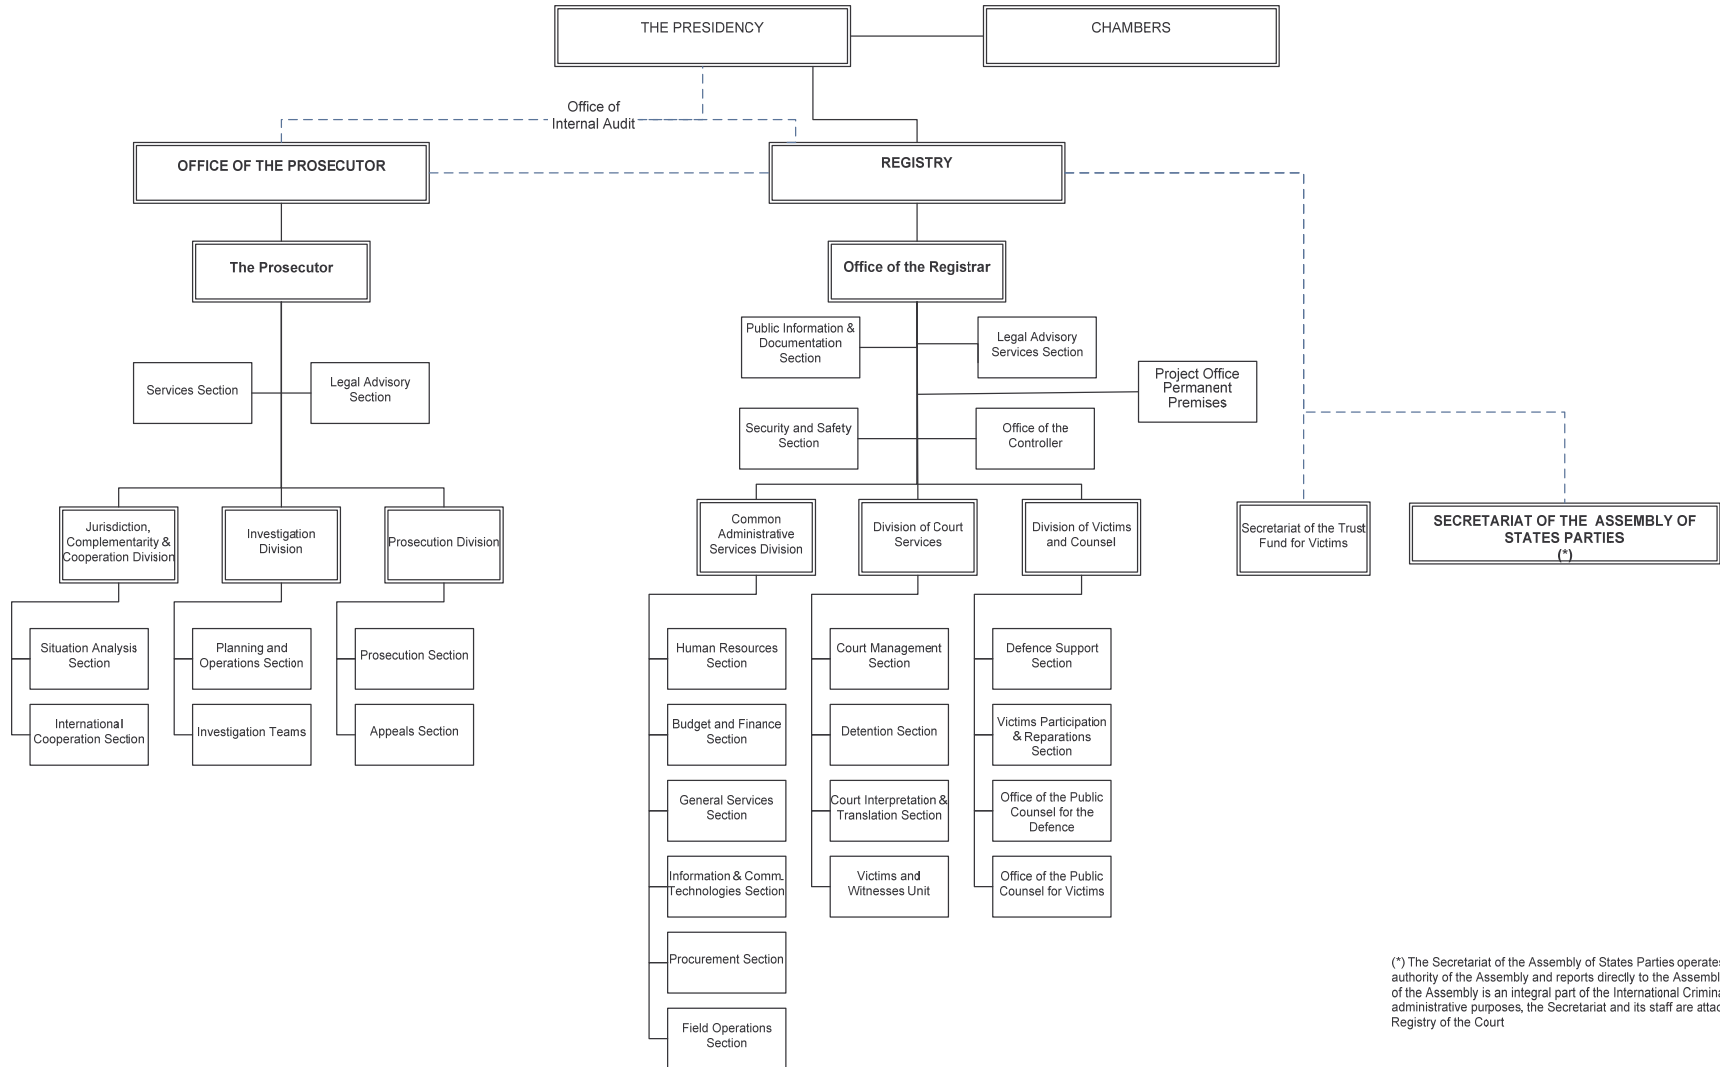 THE PRESIDENCY
CHAMBERS
Office of
Internal Audit
OFFICE OF THE PROSECUTOR
REGISTRY
The Prosecutor
Office of the Registrar
Public Information &
Documentation
Section
Legal Advisory
Services Section
Services Section
Legal Advisory
Section
Project Office
Permanent
Premises
Security and Safety
Section
Office of the
Controller
Jurisdiction,
Complementarity &
Cooperation Division
Investigation
Division
Prosecution Division
Common
Administrative
Services Division
Division of Court
Services
Division of Victims
and Counsel
Secretariat of the Trust
Fund for Victims
SECRETARIAT OF THE ASSEMBLY OF
STATES PARTIES
(*)
Situation Analysis
Section
Planning and
Operations Section
Prosecution Section
Human Resources
Section
Court Management
Section
Defence Support
Section
International
Cooperation Section
Investigation Teams
Appeals Section
Budget and Finance
Section
Detention Section
Victims Participation
& Reparations
Section
General Services
Section
Court Interpretation &
Translation Section
Office of the Public
Counsel for the
Defence
Information & Comm.
Technologies Section
Victims and
Witnesses Unit
Office of the Public
Counsel for Victims
Procurement Section
Field Operations
Section
(*) The Secretariat of the Assembly of States Parties operates
authority of the Assembly and reports directly to the Assembl
of the Assembly is an integral part of the International Crimina
administrative purposes, the Secretariat and its staff are attac
Registry of the Court